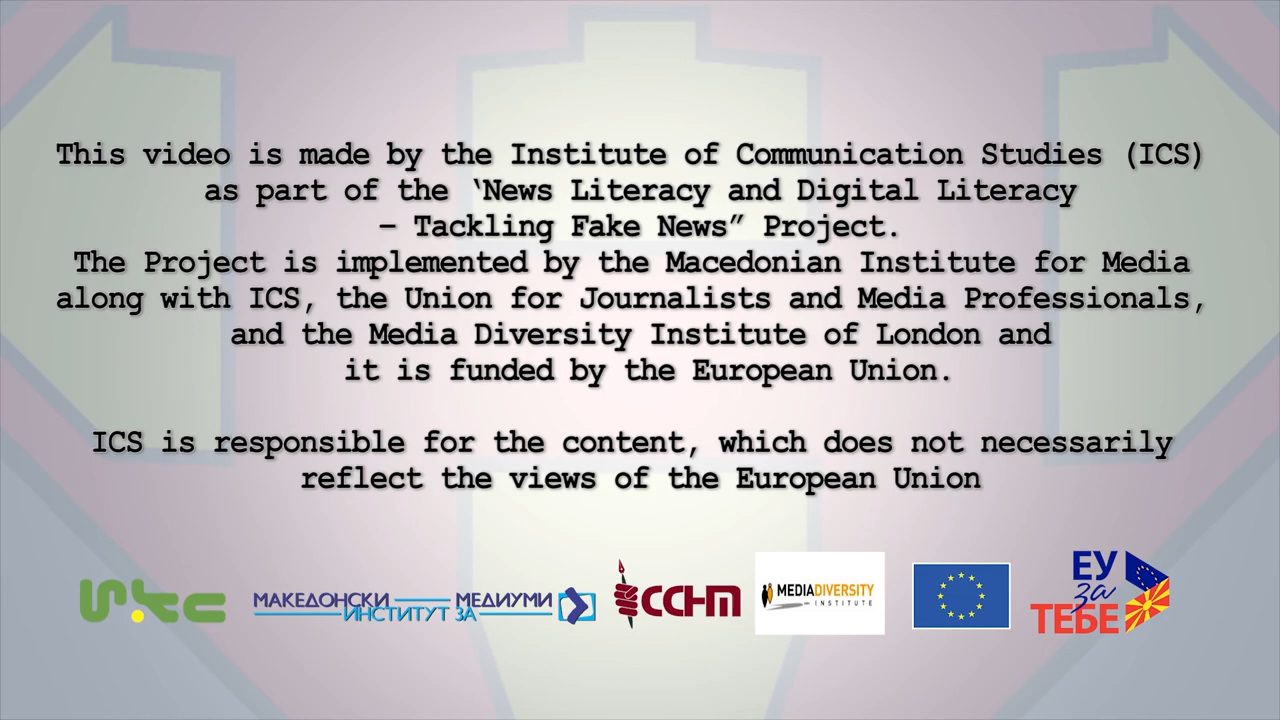 This video is made by the Institute of Communication Studies (ICS)
as part of the ‘News Literacy and Digital Literacy
– Tackling Fake News” Project.
The Project is implemented by the Macedonian Institute for Media
along with ICS, the Union for Journalists and Media Professionals,
and the Media Diversity Institute of London and
it is funded by the European Union.
ICS is responsible for the content, which does not necessarily
reflect the views of the European Union
МАКЕДОНСКИ
ИНСТИТУТ ЗА
МЕДИУМИ
ССНМ
MEDIADIVERSITY
INSTITUTE
ЕУ
за
ТЕБЕ